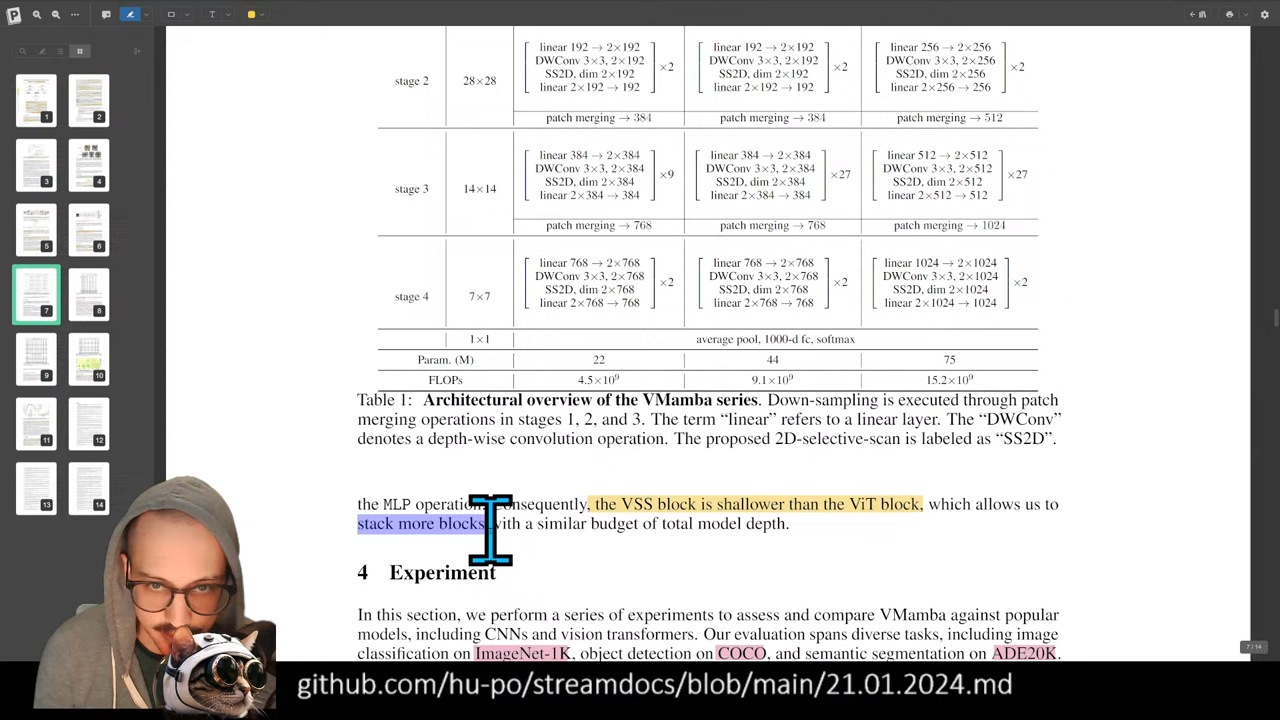 stage 2
28×28
linear 192 → 2×192
DWConv 3×3, 2×192
SS2D, dim 2×192
linear 2×192 → 192
×2
linear 192 → 2×192
DWConv 3×3, 2×192
SS2D, dim 2×192
linear 2×192 → 192
×2
linear 256 → 2×256
DWConv 3×3, 2×256
SS2D, dim 2×256
linear 2×256 → 256
×2
patch merging → 384
patch merging → 384
patch merging → 512
stage 3
14×14
linear 384 → 2×384
DWConv 3×3, 2×384
SS2D, dim 2×384
linear 2×384 → 384
×9
linear 384 → 2×384
DWConv 3×3, 2×384
SS2D, dim 2×384
linear 2×384 → 384
×27
linear 512 → 2×512
DWConv 3×3, 2×512
SS2D, dim 2×512
linear 2×512 → 512
×27
patch merging → 768
patch merging → 768
patch merging → 1024
stage 4
7×7
linear 768 → 2×768
DWConv 3×3, 2×768
SS2D, dim 2×768
linear 2×768 → 768
×2
linear 768 → 2×768
DWConv 3×3, 2×768
SS2D, dim 2×768
linear 2×768 → 768
×2
linear 1024 → 2×1024
DWConv 3×3, 2×1024
SS2D, dim 2×1024
linear 2×1024 → 1024
×2
1×1
average pool, 1000-d fc, softmax
Param. (M) 22 44 75
FLOPs 4.5×10⁹ 9.1×10⁹ 15.2×10⁹
Table 1: Architectural overview of the VMamba series. Down-sampling is executed through patch
merging operations in stages 1, 2, and 3. The term “linear” refers to a linear layer. The “DWConv”
denotes a depth-wise convolution operation. The proposed 2D-selective-scan is labeled as “SS2D”.
the MLP operation. Consequently, the VSS block is shallower than the ViT block, which allows us to
stack more blocks with a similar budget of total model depth.
4 Experiment
In this section, we perform a series of experiments to assess and compare VMamba against popular
models, including CNNs and vision transformers. Our evaluation spans diverse tasks, including image
classification on ImageNet-1K, object detection on COCO, and semantic segmentation on ADE20K.
1
2
3
4
5
6
7
8
9
10
11
12
13
14
7 / 14
github.com/hu-po/streamdocs/blob/main/21.01.2024.md